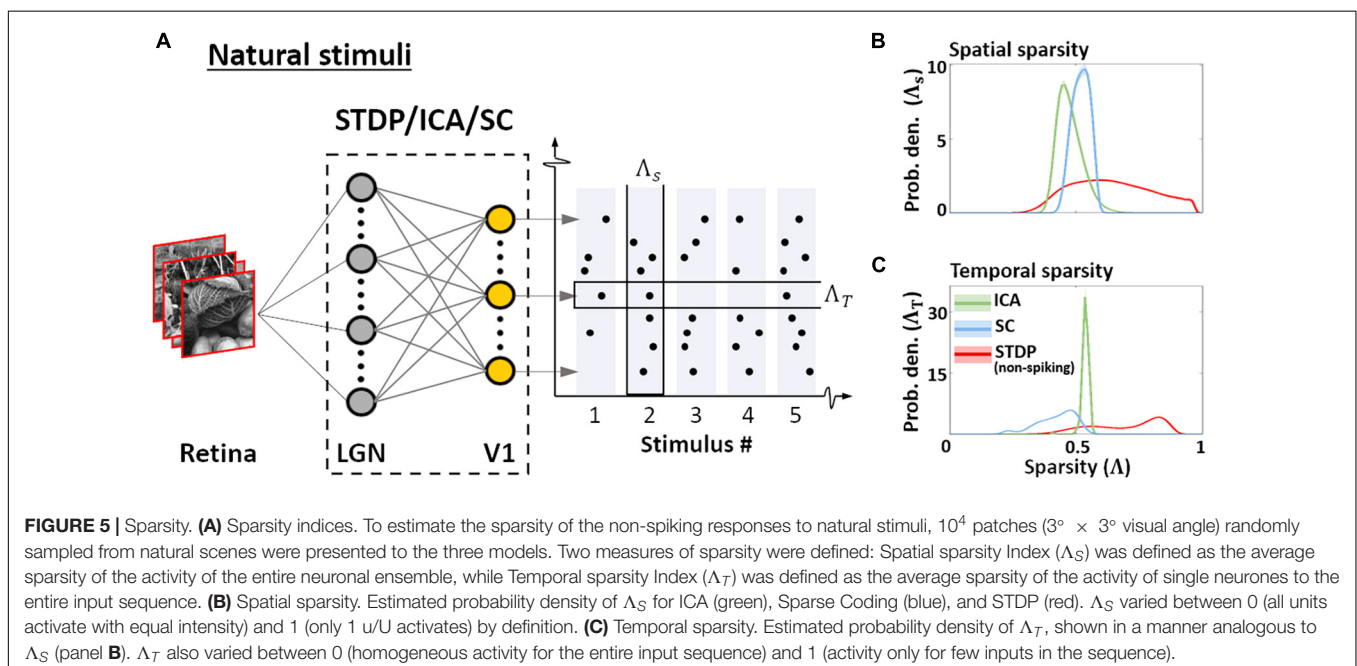 A
Natural stimuli
STDP/ICA/SC
Λ_S
Λ_T
1 2 3 4 5
Stimulus #
Retina
LGN
V1
B
Spatial sparsity
Prob. den. (Λ_S)
10
5
0
C
Temporal sparsity
ICA
SC
STDP
(non-spiking)
Prob. den. (Λ_T)
30
15
0 0.5 1
Sparsity (Λ)
FIGURE 5 | Sparsity. (A) Sparsity indices. To estimate the sparsity of the non-spiking responses to natural stimuli, 10⁴ patches (3° × 3° visual angle) randomly
sampled from natural scenes were presented to the three models. Two measures of sparsity were defined: Spatial sparsity Index (Λ_S) was defined as the average
sparsity of the activity of the entire neuronal ensemble, while Temporal sparsity Index (Λ_T) was defined as the average sparsity of the activity of single neurones to the
entire input sequence. (B) Spatial sparsity. Estimated probability density of Λ_S for ICA (green), Sparse Coding (blue), and STDP (red). Λ_S varied between 0 (all units
activate with equal intensity) and 1 (only 1 u/U activates) by definition. (C) Temporal sparsity. Estimated probability density of Λ_T, shown in a manner analogous to
Λ_S (panel B). Λ_T also varied between 0 (homogeneous activity for the entire input sequence) and 1 (activity only for few inputs in the sequence).